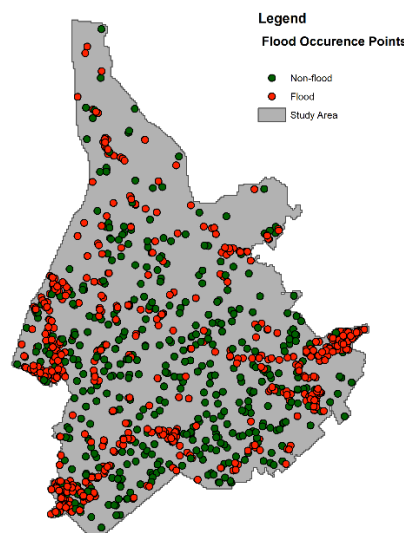 Legend
Flood Occurence Points
Non-flood
Flood
Study Area